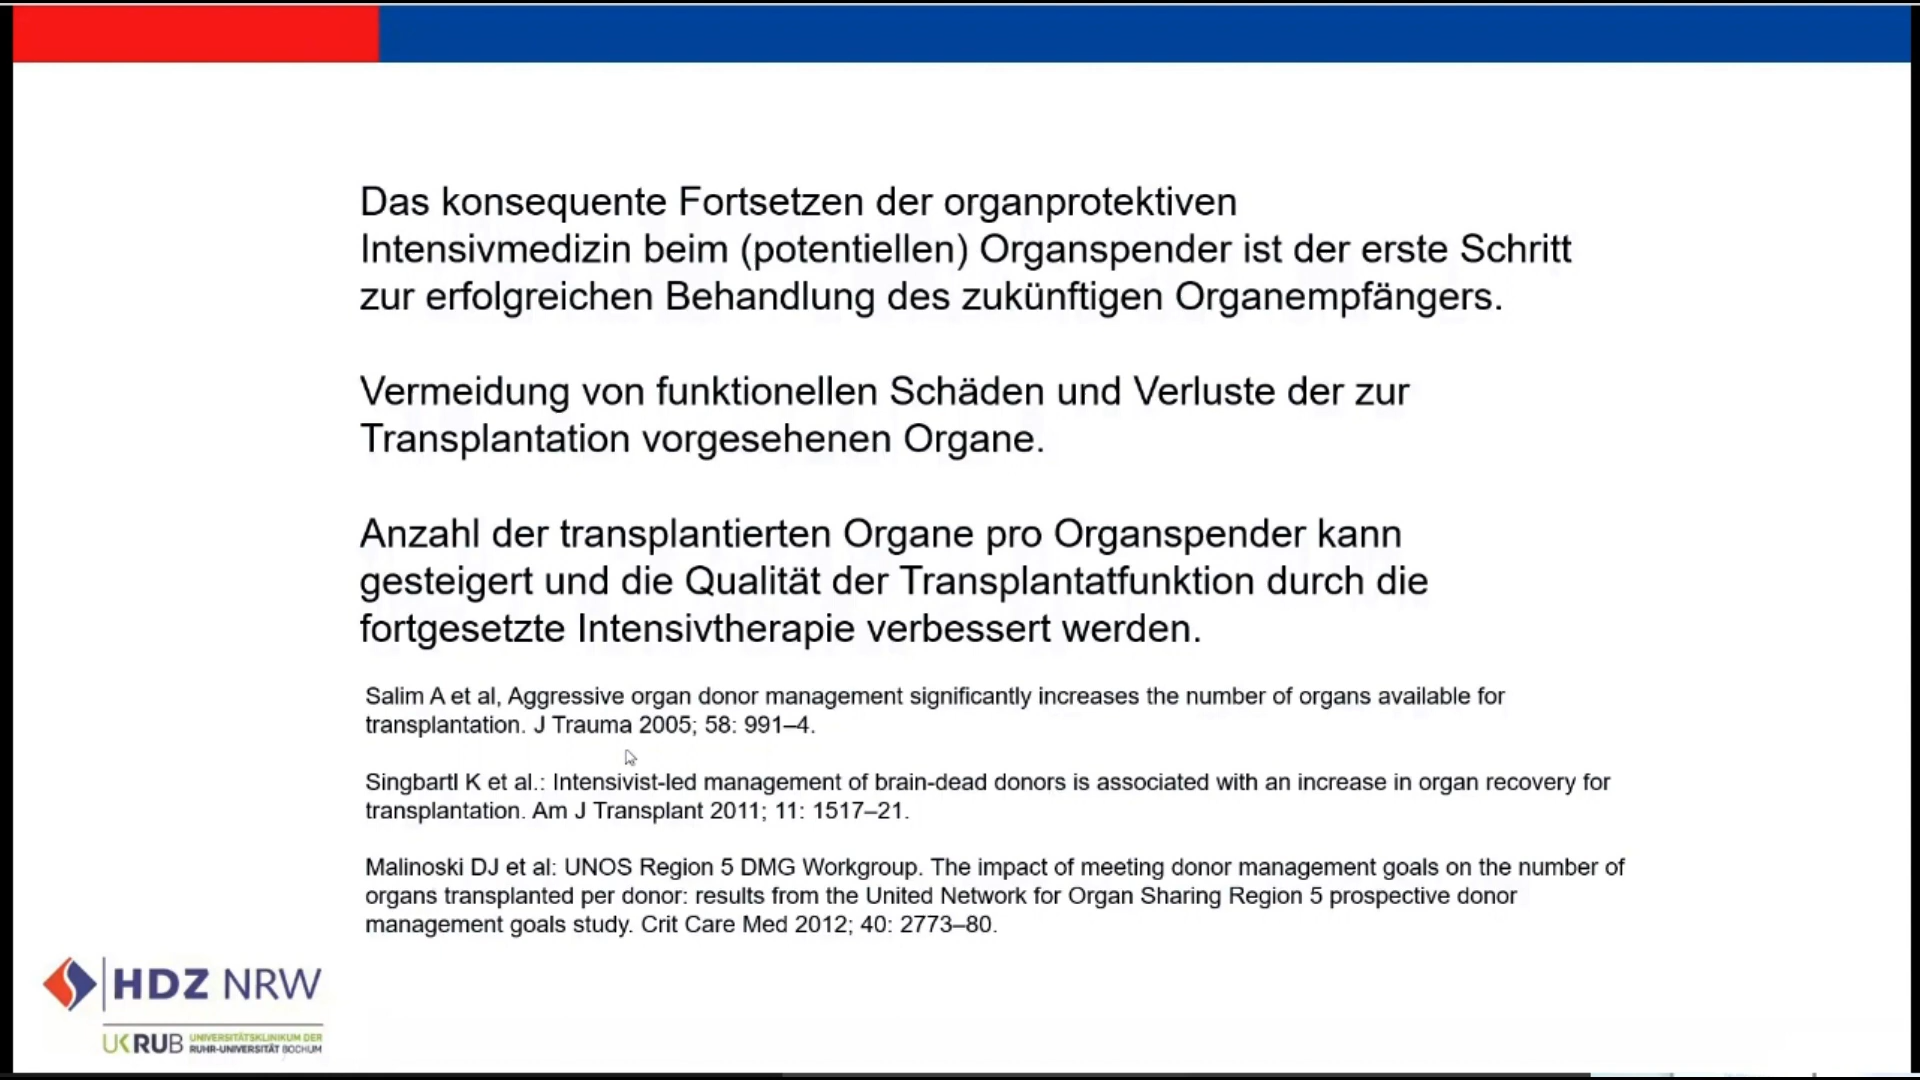 Das konsequente Fortsetzen der organprotektiven
Intensivmedizin beim (potentiellen) Organspender ist der erste Schritt
zur erfolgreichen Behandlung des zukünftigen Organempfängers.
Vermeidung von funktionellen Schäden und Verluste der zur
Transplantation vorgesehenen Organe.
Anzahl der transplantierten Organe pro Organspender kann
gesteigert und die Qualität der Transplantatfunktion durch die
fortgesetzte Intensivtherapie verbessert werden.
Salim A et al, Aggressive organ donor management significantly increases the number of organs available for
transplantation. J Trauma 2005; 58: 991–4.
Singbartl K et al.: Intensivist-led management of brain-dead donors is associated with an increase in organ recovery for
transplantation. Am J Transplant 2011; 11: 1517–21.
Malinoski DJ et al: UNOS Region 5 DMG Workgroup. The impact of meeting donor management goals on the number of
organs transplanted per donor: results from the United Network for Organ Sharing Region 5 prospective donor
management goals study. Crit Care Med 2012; 40: 2773–80.
HDZ NRW
UKRUB UNIVERSITÄTSKLINIKUM DER
RUHR-UNIVERSITÄT BOCHUM